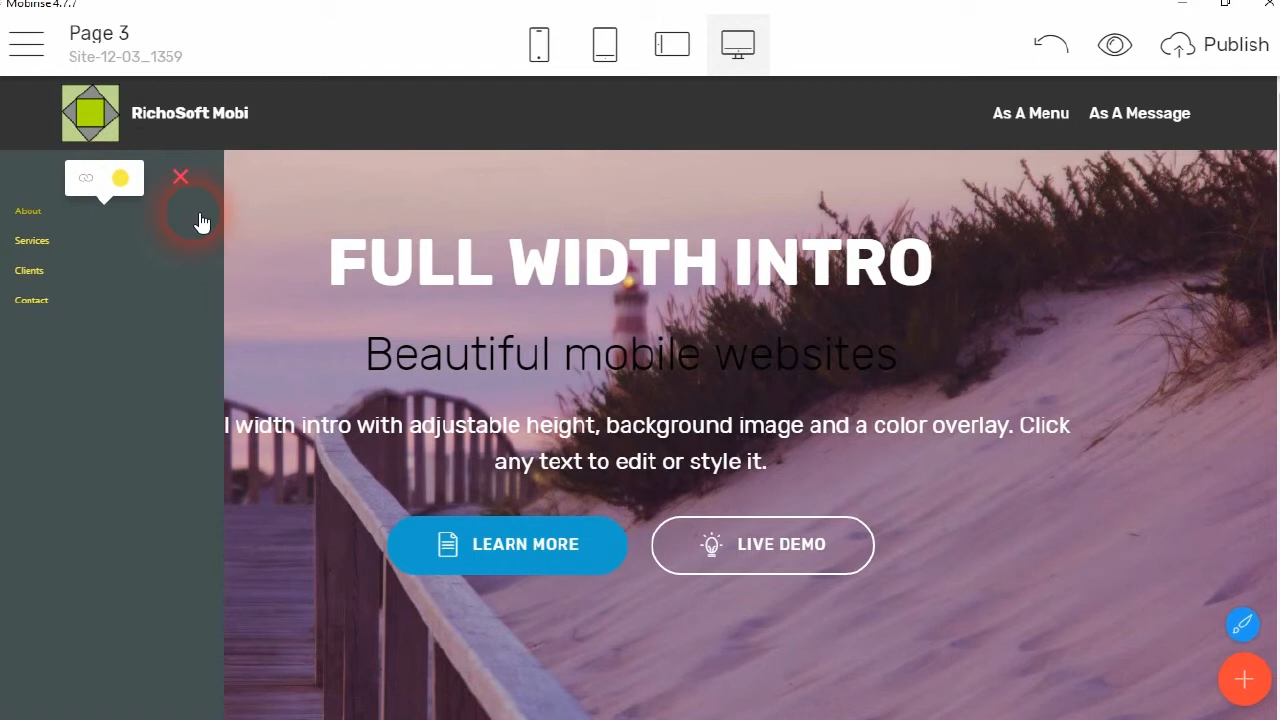 Mobirise 4.7.7
Page 3
Site-12-03_1359
Publish
RichoSoft Mobi
As A Menu
As A Message
About
Services
Clients
Contact
FULL WIDTH INTRO
Beautiful mobile websites
l width intro with adjustable height, background image and a color overlay. Click
any text to edit or style it.
LEARN MORE
LIVE DEMO